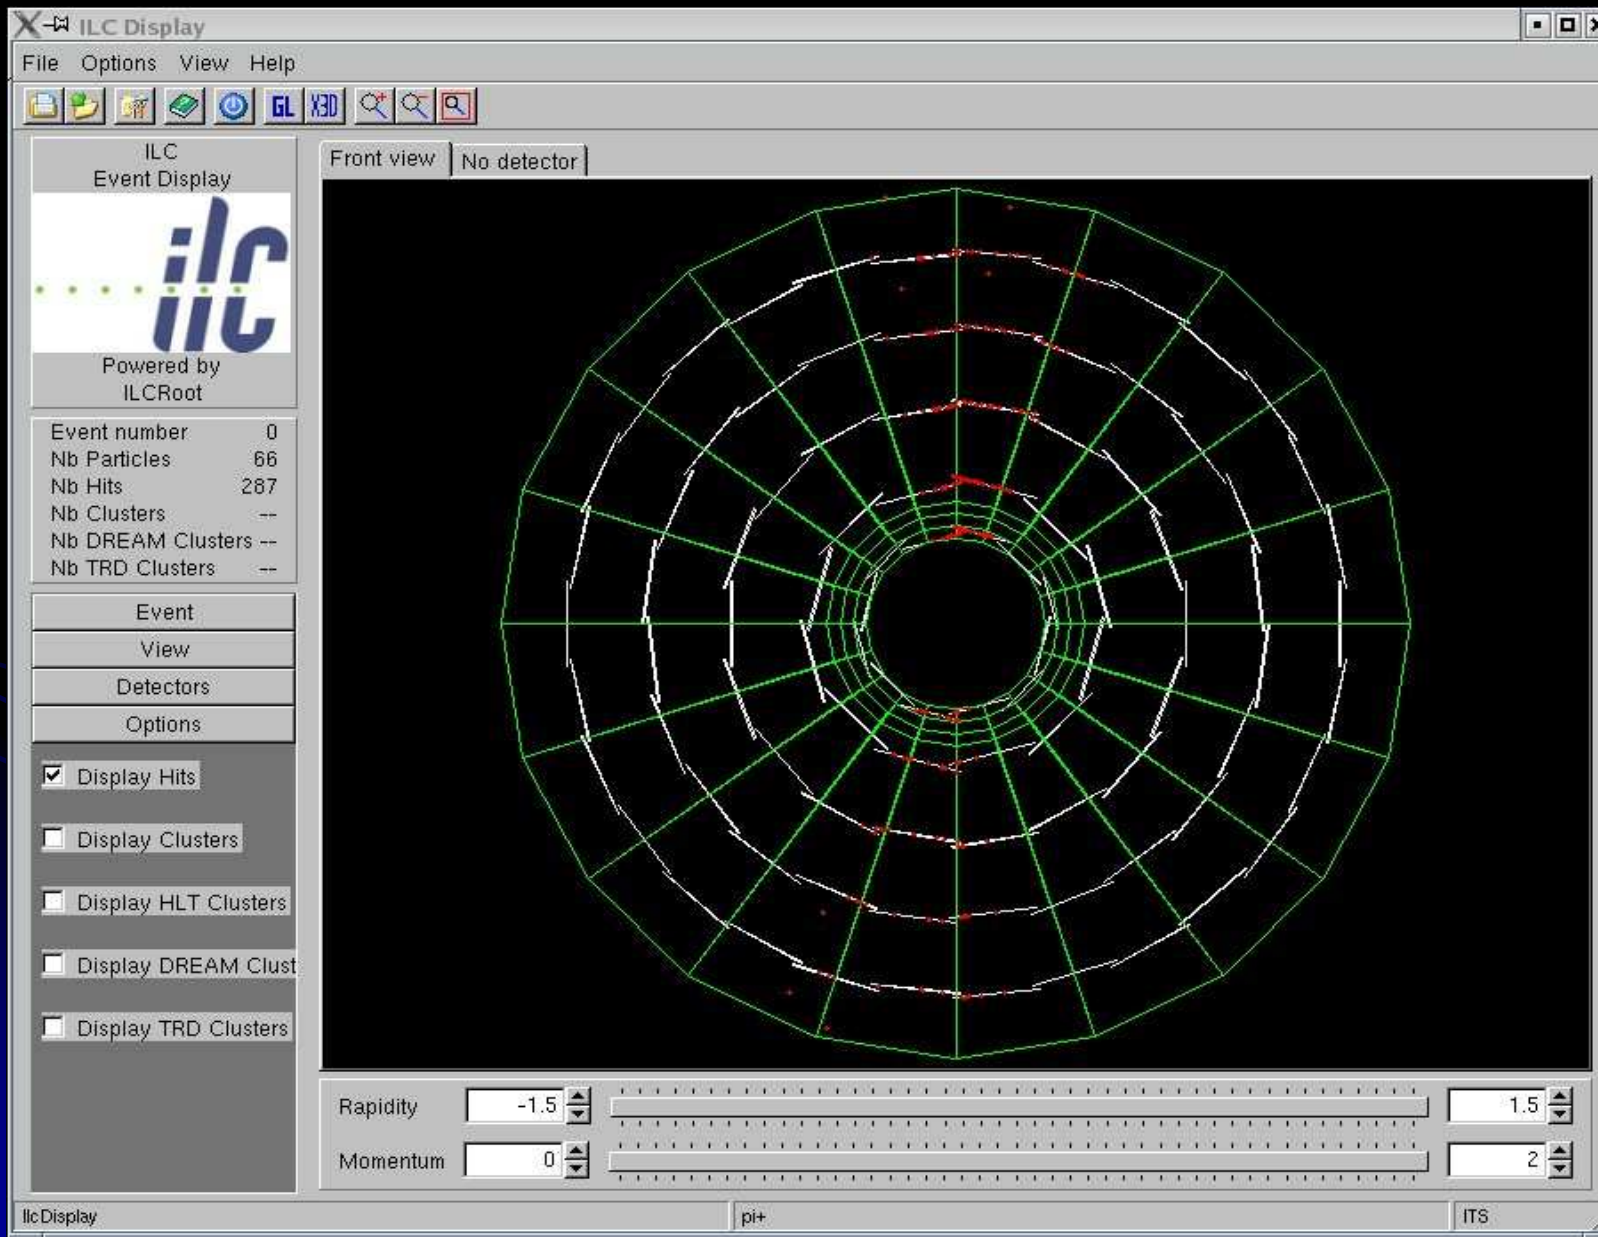 ILC Display
File Options View Help
GL X3D
ILC
Event Display
ilc
Powered by
ILCRoot
Event number 0
Nb Particles 66
Nb Hits 287
Nb Clusters --
Nb DREAM Clusters --
Nb TRD Clusters --
Event
View
Detectors
Options
Display Hits
Display Clusters
Display HLT Clusters
Display DREAM Clust
Display TRD Clusters
Front view No detector
Rapidity -1.5 1.5
Momentum 0 2
IlcDisplay pi+ ITS